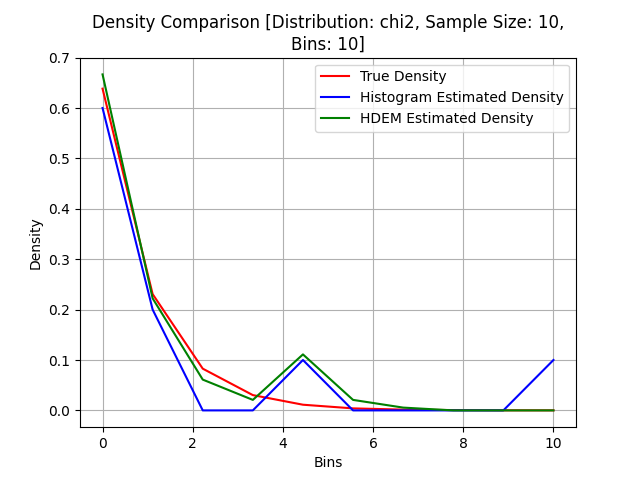 Density Comparison [Distribution: chi2, Sample Size: 10,
Bins: 10]
0.7
0.6
0.5
0.4
0.3
0.2
0.1
0.0
Density
True Density
Histogram Estimated Density
HDEM Estimated Density
0 2 4 6 8 10
Bins